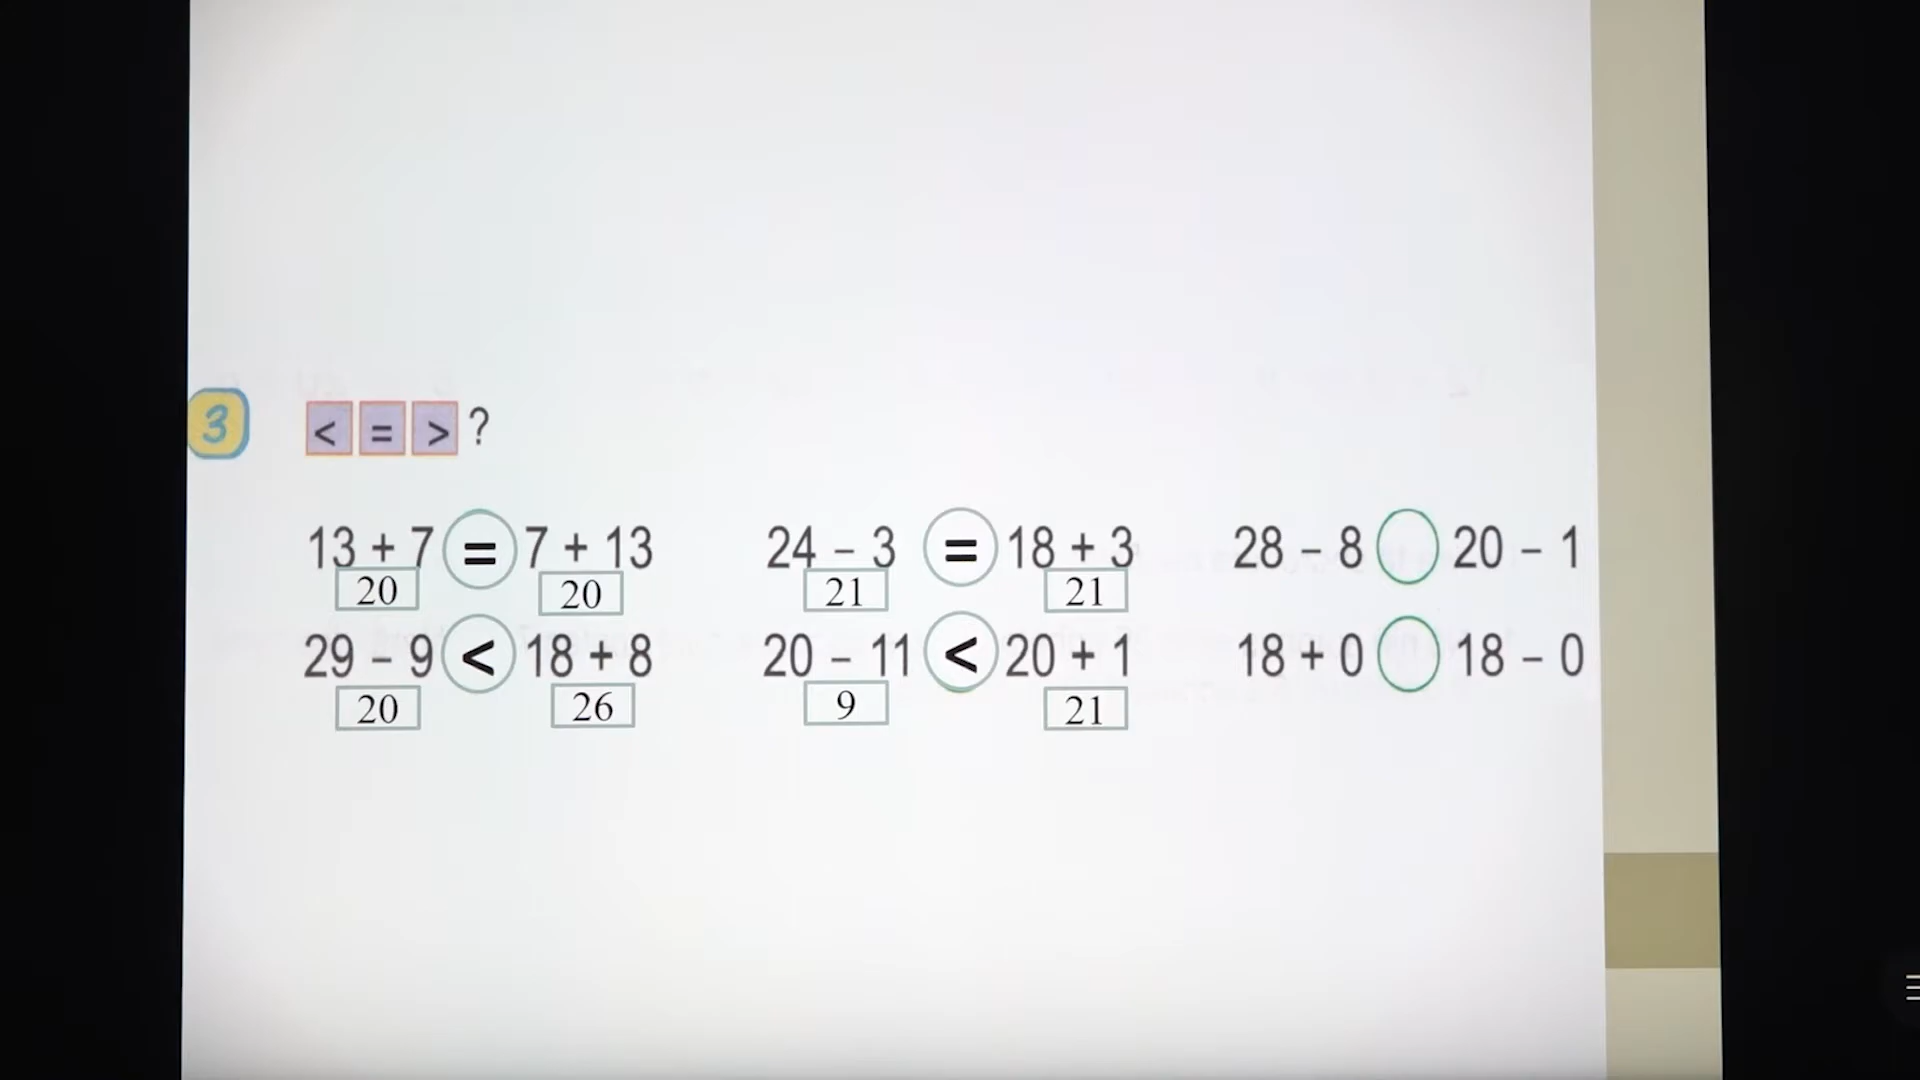 3 < = > ?
13 + 7 = 7 + 13 24 – 3 = 18 + 3 28 – 8 20 – 1
20 20 21 21
29 – 9 < 18 + 8 20 – 11 < 20 + 1 18 + 0 18 – 0
20 26 9 21